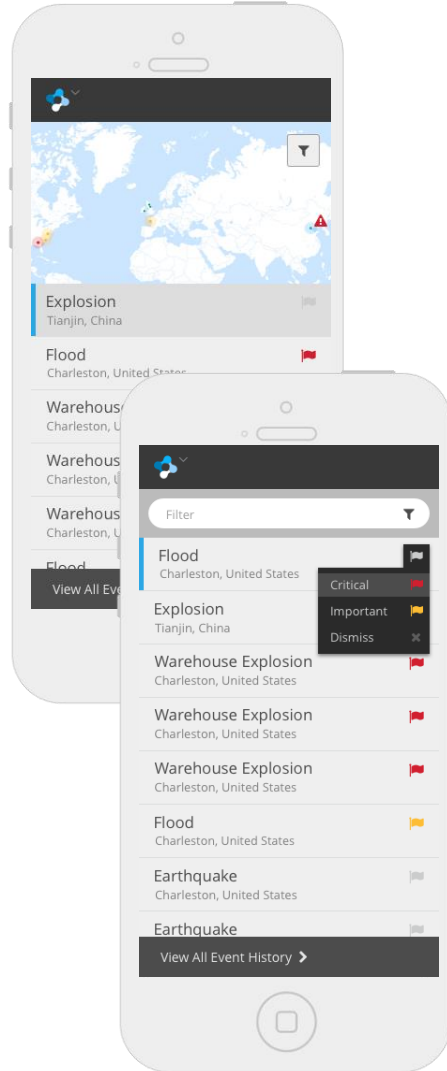 Explosion
Tianjin, China
Flood
Charleston, United States
Warehous
Charleston, U
Warehous
Charleston,
Warehous
Charleston, U
Flood
View All Eve
Filter
Flood
Charleston, United States
Critical
Important
Dismiss
Explosion
Tianjin, China
Warehouse Explosion
Charleston, United States
Warehouse Explosion
Charleston, United States
Warehouse Explosion
Charleston, United States
Flood
Charleston, United States
Earthquake
Charleston, United States
Earthquake
View All Event History